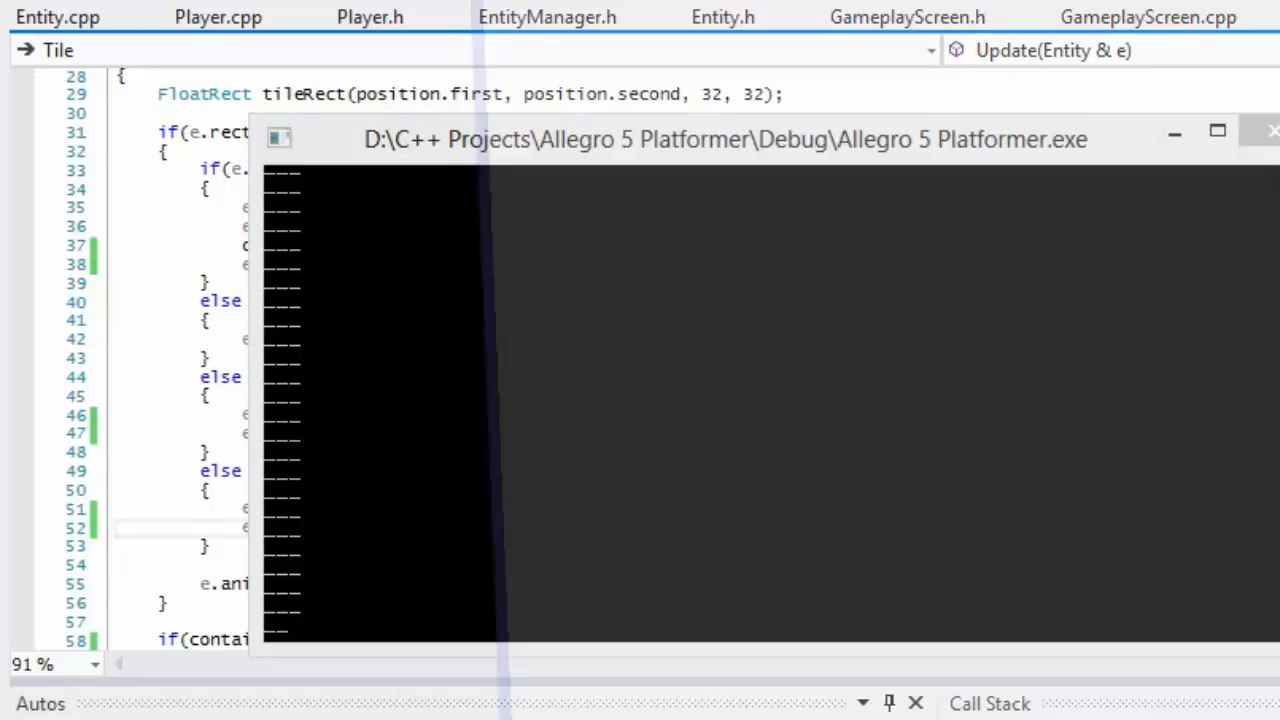 Entity.cpp Player.cpp Player.h EntityManager.h Entity.h GameplayScreen.h GameplayScreen.cpp
Tile Update(Entity & e)
28 {
29 FloatRect tileRect(position.first, position.second, 32, 32);
30
31 if(e.rect
32 {
33 if(e.
34 {
35 e
36 e
37 c
38 e
39 }
40 else
41 {
42 e
43 }
44 else
45 {
46 e
47 e
48 }
49 else
50 {
51 e
52 e
53 }
54
55 e.ani
56 }
57
58 if(contai
D:\C++ Projects\Allegro 5 Platformer\Debug\Allegro 5 Platformer.exe
91 %
Autos Call Stack